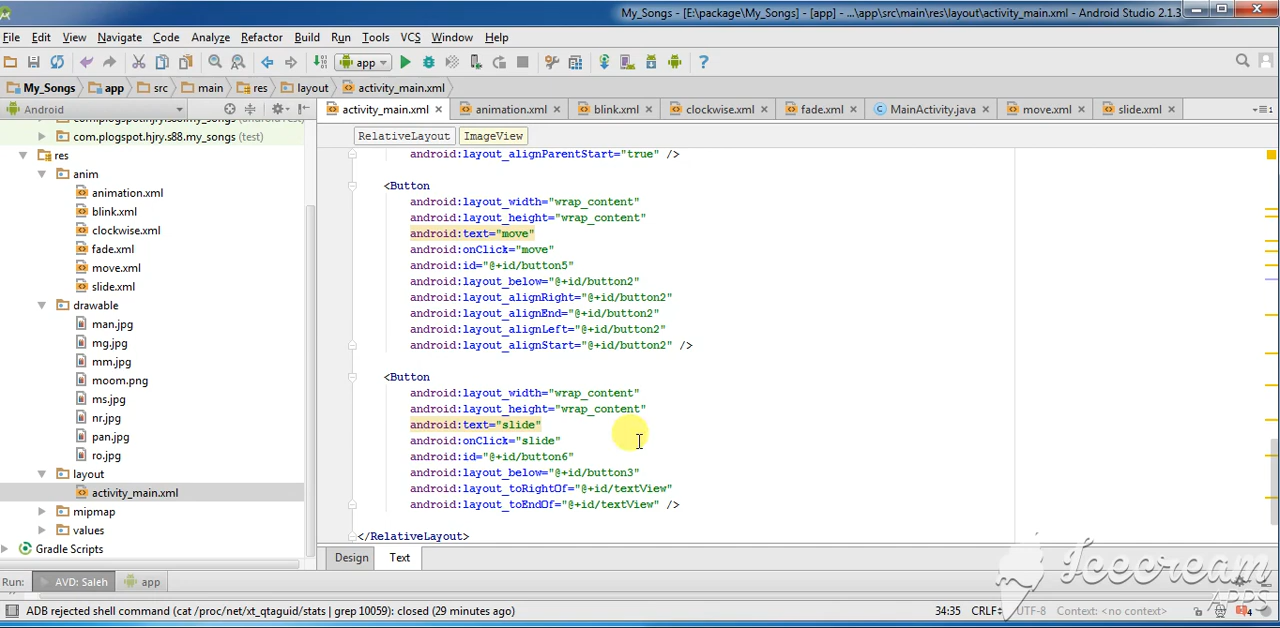 My_Songs - [E:\package\My_Songs] - [app] - ...\app\src\main\res\layout\activity_main.xml - Android Studio 2.1.3
File Edit View Navigate Code Analyze Refactor Build Run Tools VCS Window Help
app
My_Songs app src main res layout activity_main.xml
Android
activity_main.xml animation.xml blink.xml clockwise.xml fade.xml MainActivity.java move.xml slide.xml
com.plogspot.hjry.s88.my_songs (test)
res
anim
animation.xml
blink.xml
clockwise.xml
fade.xml
move.xml
slide.xml
drawable
man.jpg
mg.jpg
mm.jpg
moom.png
ms.jpg
nr.jpg
pan.jpg
ro.jpg
layout
activity_main.xml
mipmap
values
Gradle Scripts
RelativeLayout ImageView
android:layout_alignParentStart="true" />
<Button
android:layout_width="wrap_content"
android:layout_height="wrap_content"
android:text="move"
android:onClick="move"
android:id="@+id/button5"
android:layout_below="@+id/button2"
android:layout_alignRight="@+id/button2"
android:layout_alignEnd="@+id/button2"
android:layout_alignLeft="@+id/button2"
android:layout_alignStart="@+id/button2" />
<Button
android:layout_width="wrap_content"
android:layout_height="wrap_content"
android:text="slide"
android:onClick="slide"
android:id="@+id/button6"
android:layout_below="@+id/button3"
android:layout_toRightOf="@+id/textView"
android:layout_toEndOf="@+id/textView" />
</RelativeLayout>
Design Text
Icecream
APPS
Run: AVD: Saleh app
ADB rejected shell command (cat /proc/net/xt_qtaguid/stats | grep 10059): closed (29 minutes ago)
34:35 CRLF UTF-8 Context: <no context>